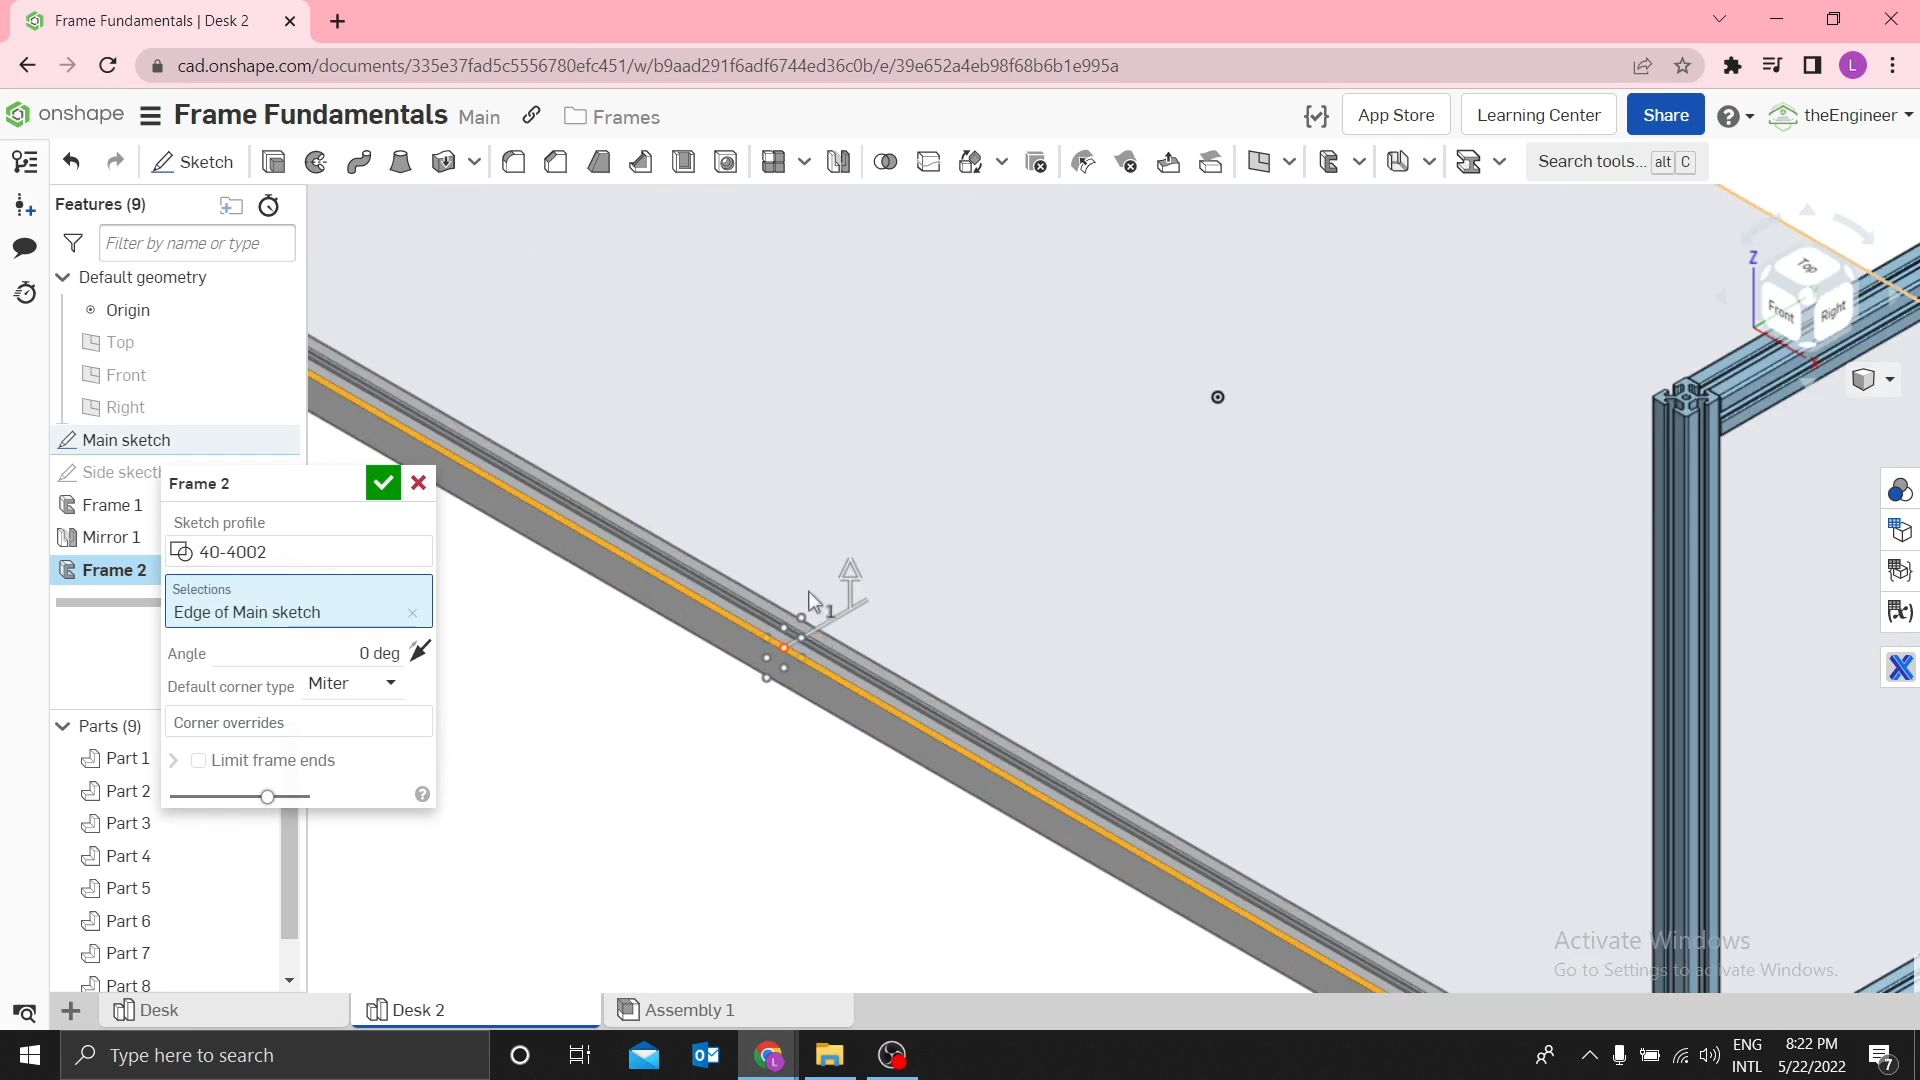 Frame Fundamentals | Desk 2
cad.onshape.com/documents/335e37fad5c5556780efc451/w/b9aad291f6adf6744ed36c0b/e/39e652a4eb98f68b6b1e995a
L
onshape
Frame Fundamentals
Main
Frames
App Store
Learning Center
Share
theEngineer
Sketch
Search tools... alt C
Features (9)
Filter by name or type
Default geometry
Origin
Top
Front
Right
Main sketch
Side skecth
Frame 1
Mirror 1
Frame 2
Frame 2
Sketch profile
40-4002
Selections
Edge of Main sketch
Angle
0 deg
Default corner type
Miter
Corner overrides
Limit frame ends
Parts (9)
Part 1
Part 2
Part 3
Part 4
Part 5
Part 6
Part 7
Part 8
1
Z
Top
Front
Right
X
(x)
Activate Windows
Go to Settings to activate Windows.
Desk
Desk 2
Assembly 1
Type here to search
L
ENG
INTL
8:22 PM
5/22/2022
7